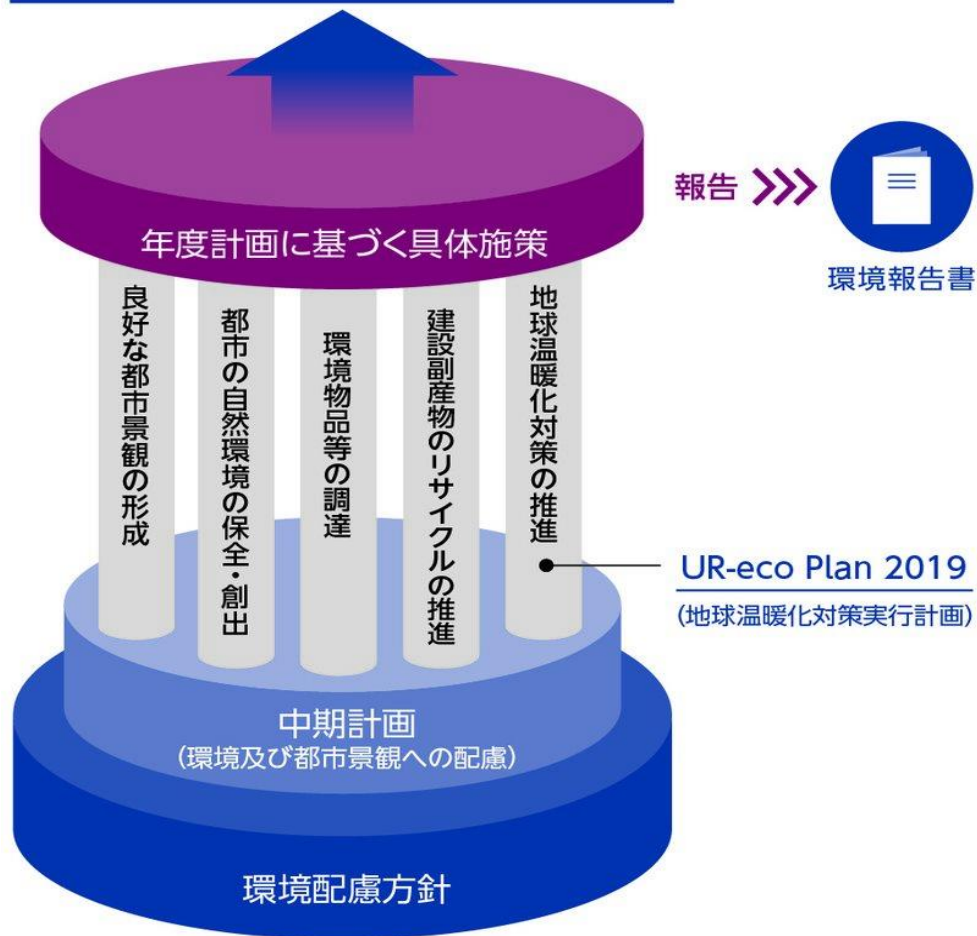 年度計画に基づく具体施策
報告
環境報告書
良好な都市景観の形成
都市の自然環境の保全・創出
環境物品等の調達
建設副産物のリサイクルの推進
地球温暖化対策の推進
UR-eco Plan 2019
(地球温暖化対策実行計画)
中期計画
(環境及び都市景観への配慮)
環境配慮方針